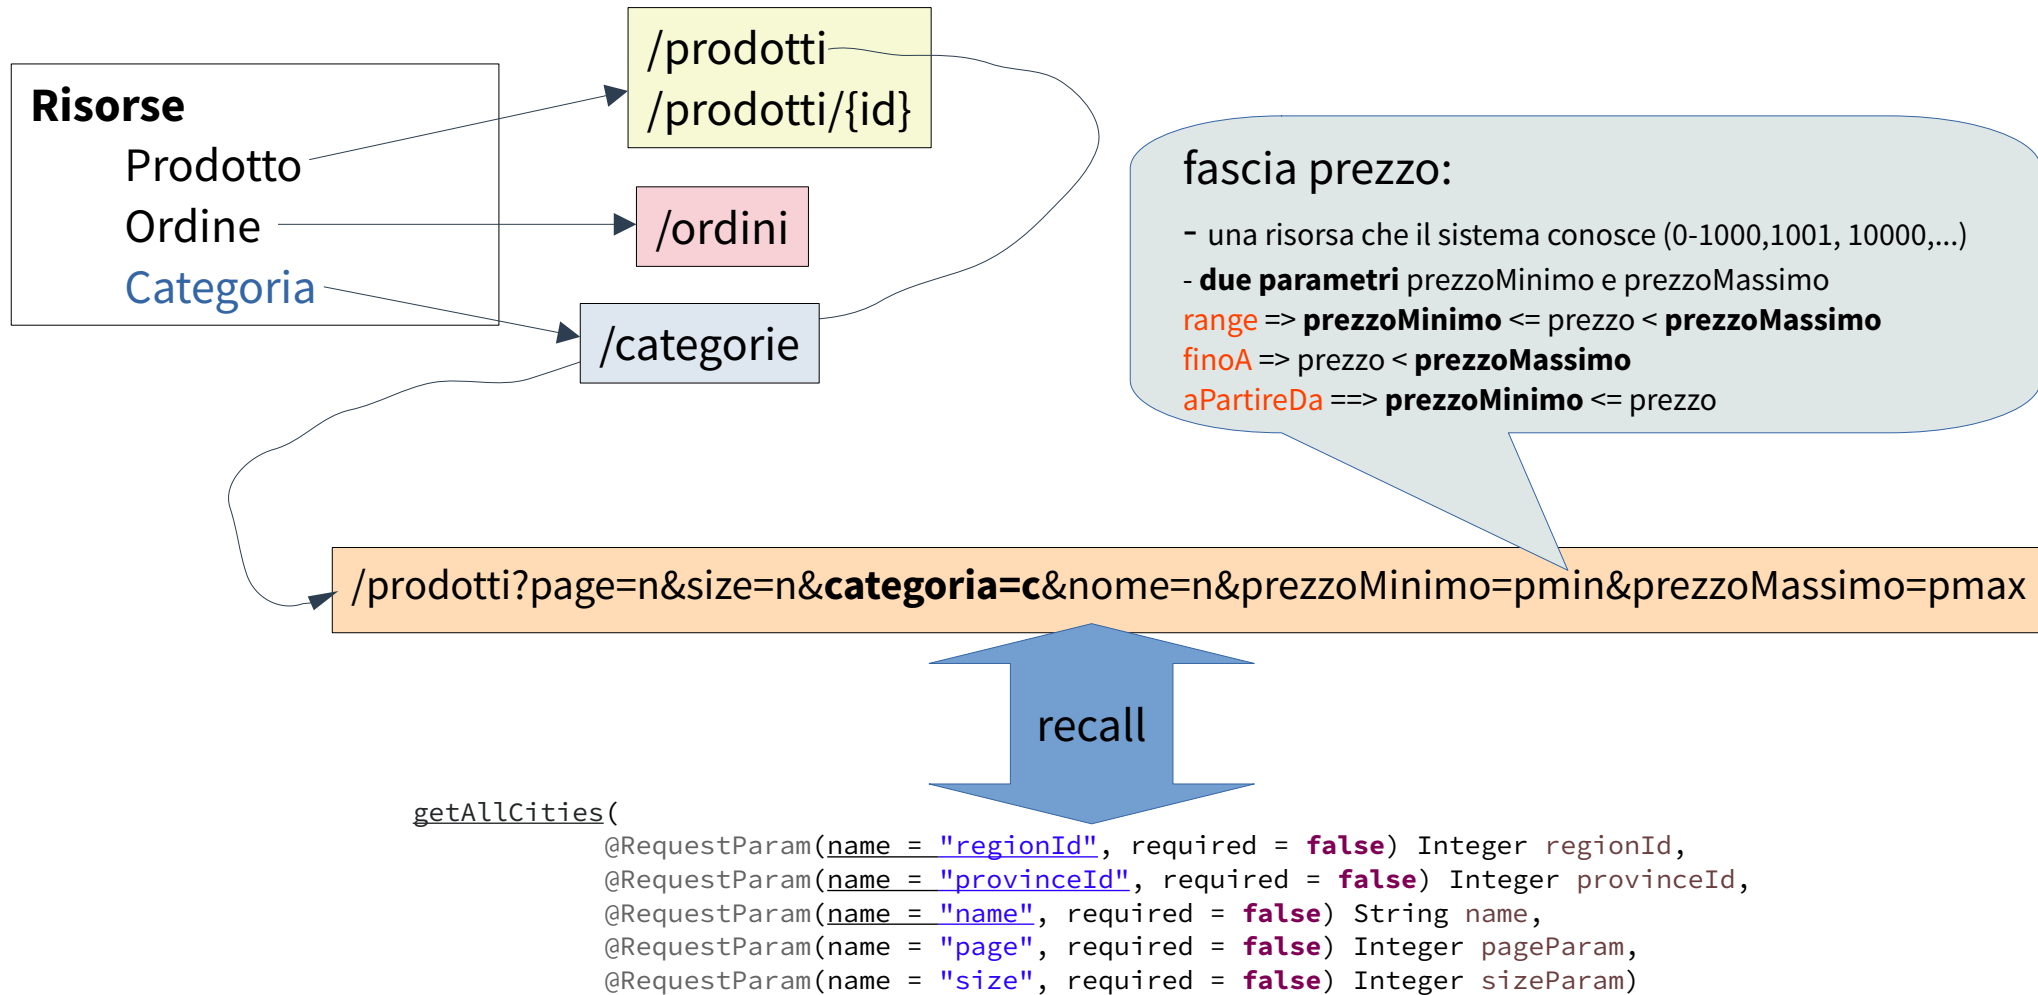 Risorse
Prodotto
Ordine
Categoria
/prodotti
/prodotti/{id}
/ordini
/categorie
fascia prezzo:
- una risorsa che il sistema conosce (0-1000,1001, 10000,...)
- due parametri prezzoMinimo e prezzoMassimo
range => prezzoMinimo <= prezzo < prezzoMassimo
finoA => prezzo < prezzoMassimo
aPartireDa ==> prezzoMinimo <= prezzo
/prodotti?page=n&size=n&categoria=c&nome=n&prezzoMinimo=pmin&prezzoMassimo=pmax
recall
getAllCities(
@RequestParam(name = "regionId", required = false) Integer regionId,
@RequestParam(name = "provinceId", required = false) Integer provinceId,
@RequestParam(name = "name", required = false) String name,
@RequestParam(name = "page", required = false) Integer pageParam,
@RequestParam(name = "size", required = false) Integer sizeParam)